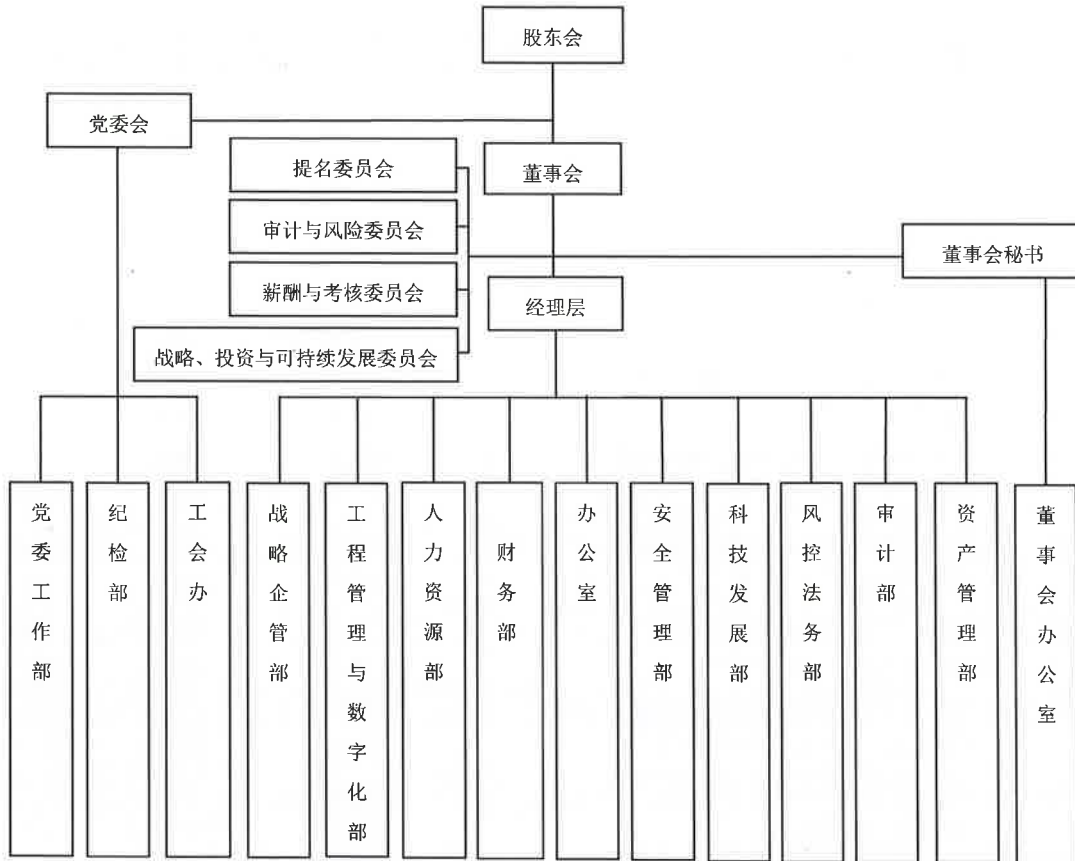 股东会
党委会
董事会
提名委员会
审计与风险委员会
董事会秘书
薪酬与考核委员会
经理层
战略、投资与可持续发展委员会
党委工作部
纪检部
工会办
战略企管部
工程管理与数字化部
人力资源部
财务部
办公室
安全管理部
科技发展部
风控法务部
审计部
资产管理部
董事会办公室